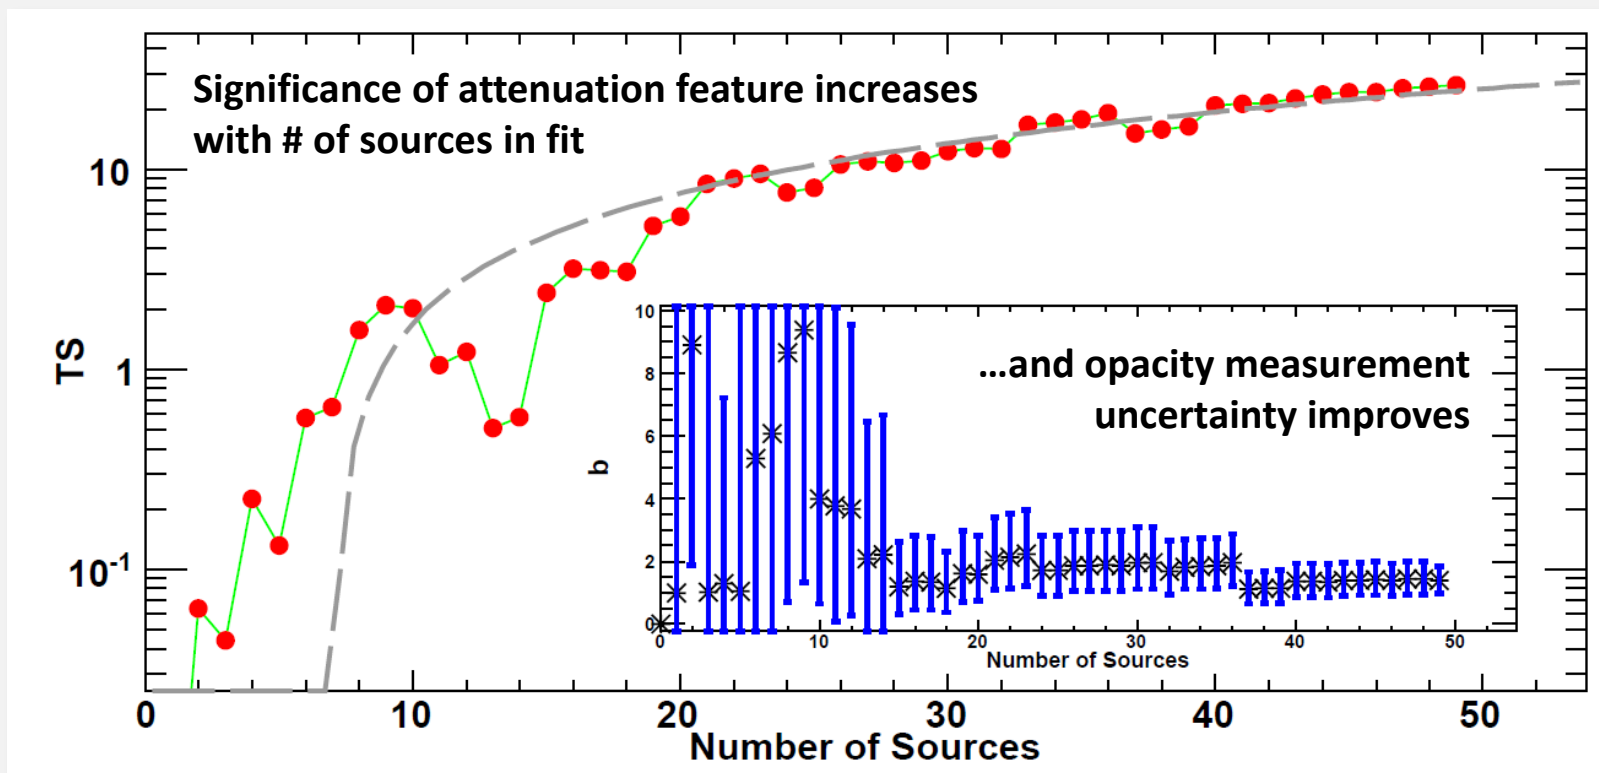 Significance of attenuation feature increases
with # of sources in fit
TS
10
1
10-1
0 10 20 30 40 50
Number of Sources
…and opacity measurement
uncertainty improves
b
10
8
6
4
2
0
0 10 20 30 40 50
Number of Sources